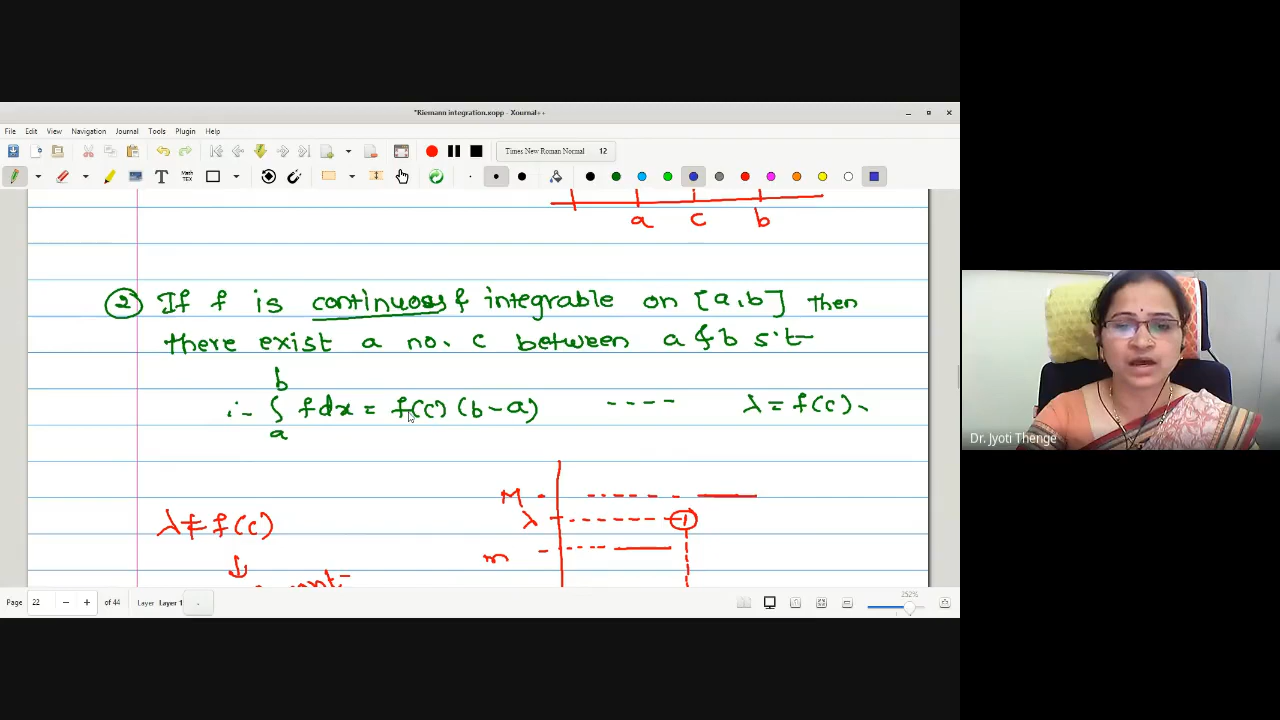 *Riemann integration.xopp - Xournal++
File Edit View Navigation Journal Tools Plugin Help
Times New Roman Normal 12
a c b
② If f is continuous & integrable on [a,b] then
there exist a no. c between a & b s.t
∴ ∫ₐᵇ f dx = f(c) (b-a) ---- λ = f(c)
M
λ
m
λ ≠ f(c)
↓
Page 22 of 44 Layer Layer 1 252%
Dr. Jyoti Thenge